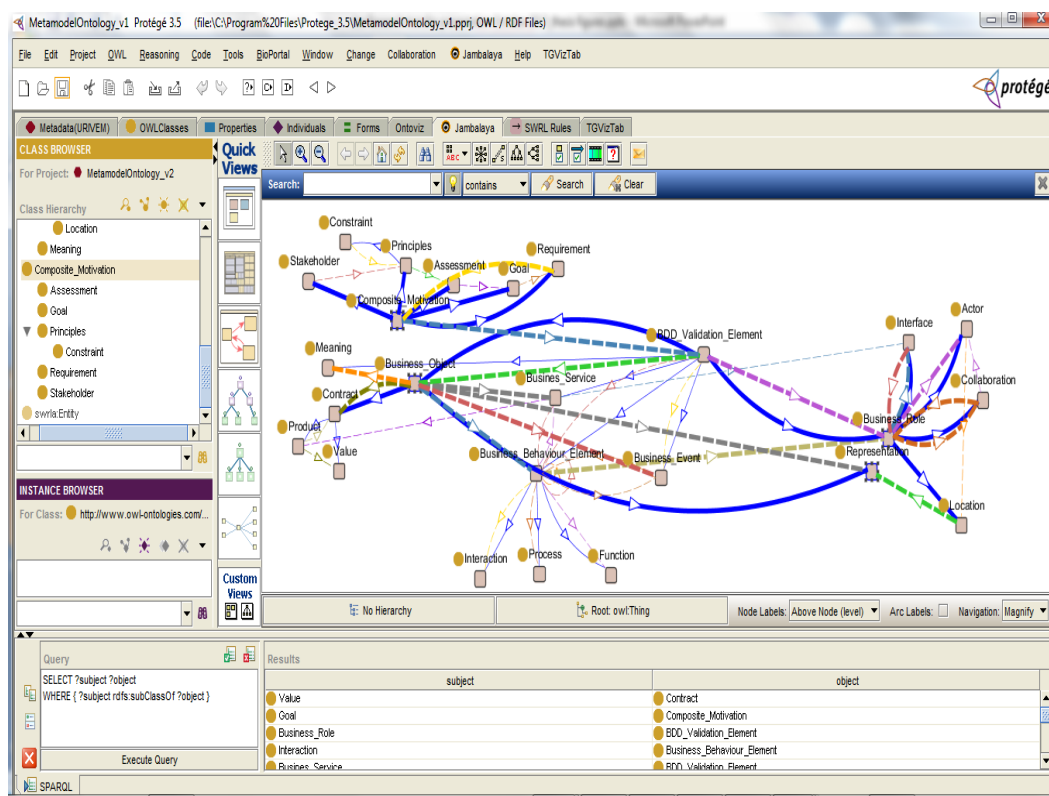 MetamodelOntology_v1 Protégé 3.5 (file:\C:\Program%20Files\Protege_3.5\MetamodelOntology_v1.pprj, OWL / RDF Files)
File Edit Project OWL Reasoning Code Tools BioPortal Window Change Collaboration Jambalaya Help TGVizTab
protégé
Metadata(URIVEM) OWLClasses Properties Individuals Forms Ontoviz Jambalaya SWRL Rules TGVizTab
CLASS BROWSER
For Project: MetamodelOntology_v2
Class Hierarchy
Location
Meaning
Composite_Motivation
Assessment
Goal
Principles
Constraint
Requirement
Stakeholder
swrla:Entity
INSTANCE BROWSER
For Class: http://www.owl-ontologies.com/...
Quick
Views
Custom
Views
Search: contains Search Clear
Constraint
Principles
Requirement
Stakeholder
Assessment
Goal
Composite_Motivation
Actor
Interface
BDD_Validation_Element
Meaning
Business_Object
Busines_Service
Collaboration
Contract
Business_Role
Product
Value
Business_Behaviour_Element
Business_Event
Representation
Location
Interaction
Process
Function
No Hierarchy Root: owl:Thing Node Labels: Above Node (level) Arc Labels: Navigation: Magnify
Query
SELECT ?subject ?object
WHERE { ?subject rdfs:subClassOf ?object }
Execute Query
Results
subject object
Value Contract
Goal Composite_Motivation
Business_Role BDD_Validation_Element
Interaction Business_Behaviour_Element
Busines_Service BDD_Validation_Element
SPARQL